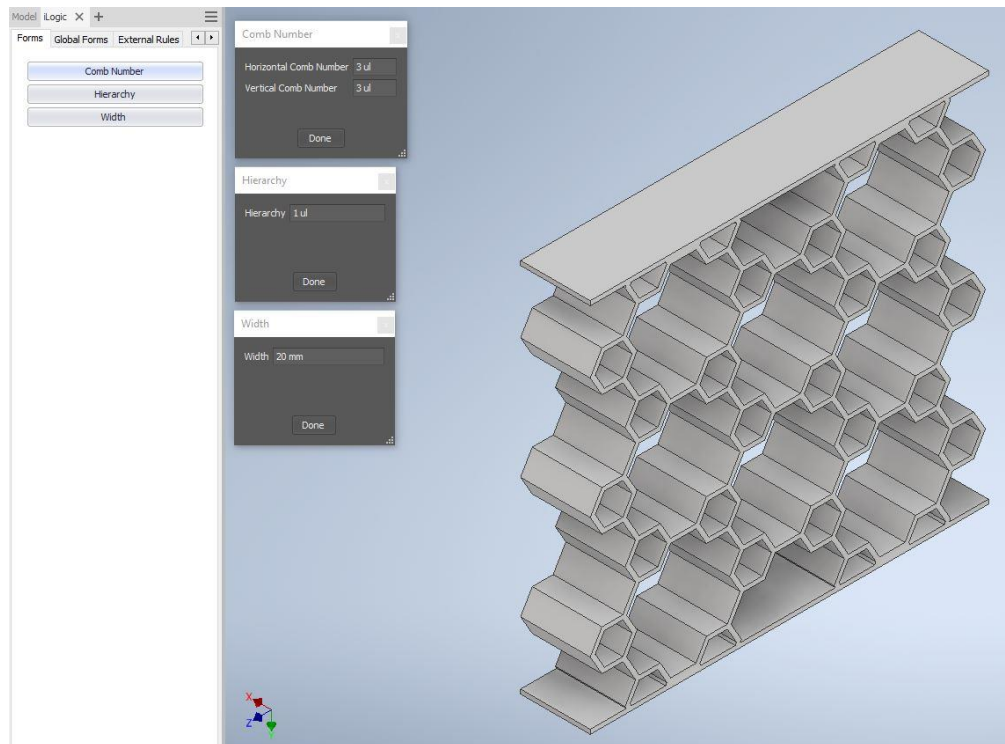 Model iLogic × +
Forms Global Forms External Rules
Comb Number
Hierarchy
Width
Comb Number
Horizontal Comb Number 3 ul
Vertical Comb Number 3 ul
Done
Hierarchy
Hierarchy 1 ul
Done
Width
Width 20 mm
Done
X
Z
Y